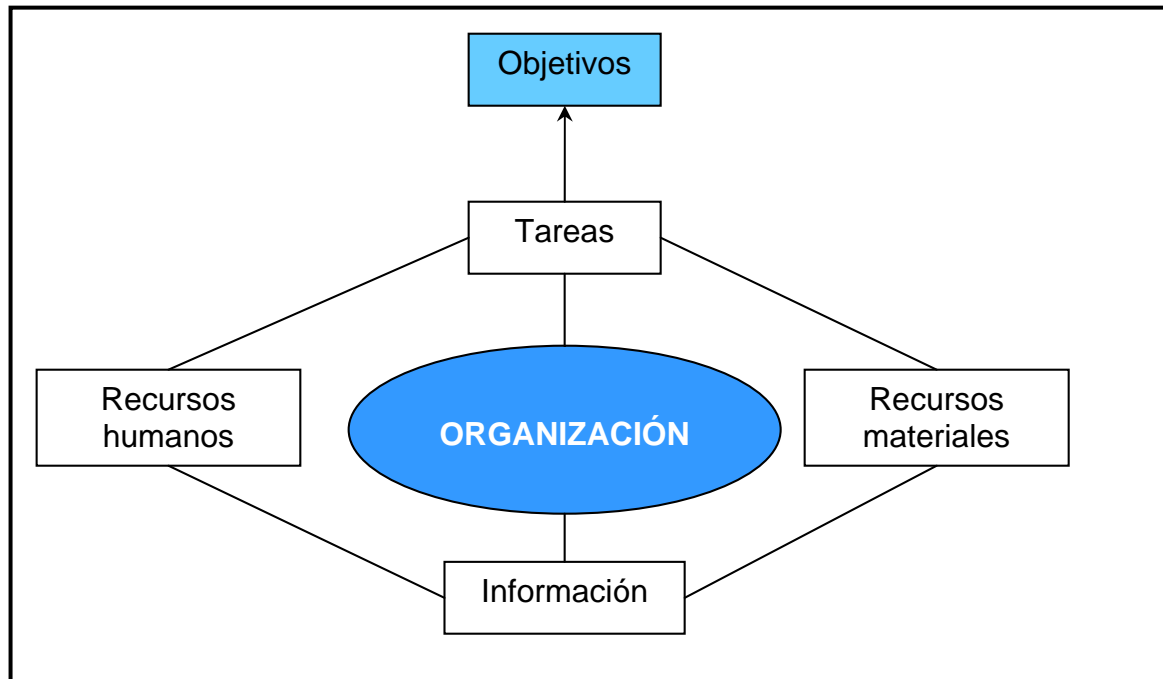 Objetivos
Tareas
Recursos
humanos
ORGANIZACIÓN
Recursos
materiales
Información